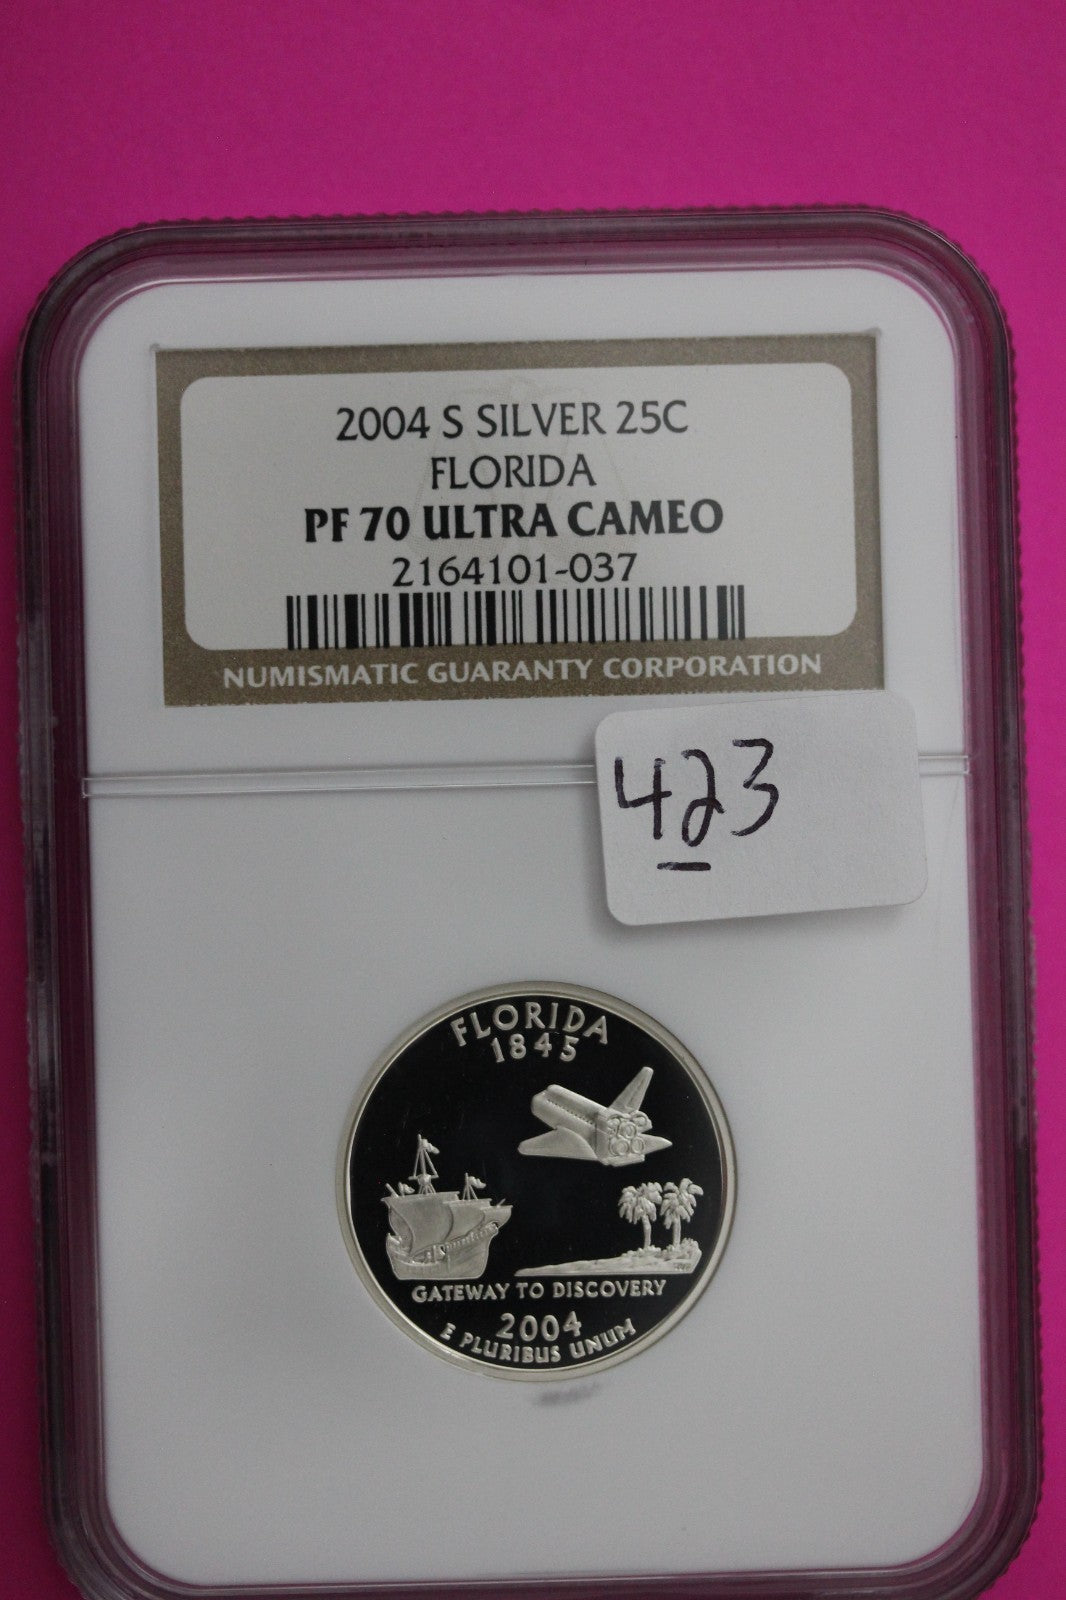 2004 S SILVER 25C
FLORIDA
PF 70 ULTRA CAMEO
2164101-037
NUMISMATIC GUARANTY CORPORATION
423
FLORIDA
1845
GATEWAY TO DISCOVERY
2004
E PLURIBUS UNUM